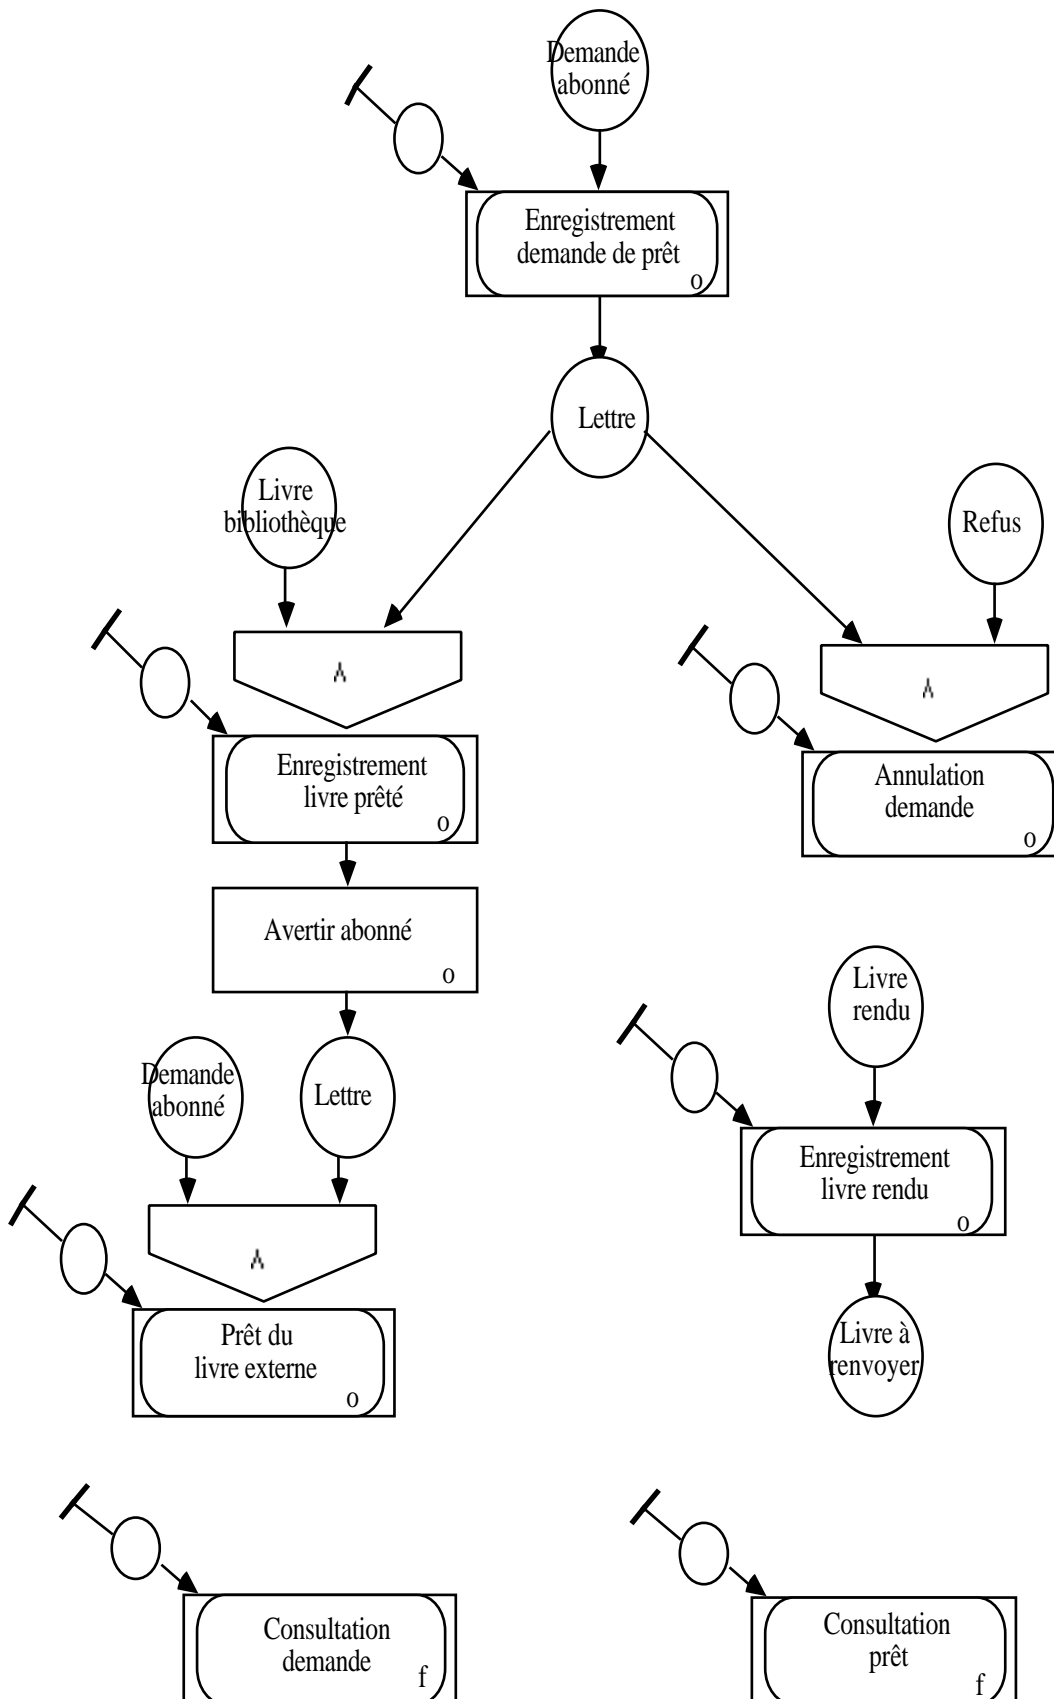 Demande
abonné
Enregistrement
demande de prêt
o
Lettre
Livre
bibliothèque
Refus
∧
∧
Enregistrement
livre prêté
o
Annulation
demande
o
Avertir abonné
o
Livre
rendu
Demande
abonné
Lettre
Enregistrement
livre rendu
o
∧
Prêt du
livre externe
o
Livre à
renvoyer
Consultation
demande
f
Consultation
prêt
f